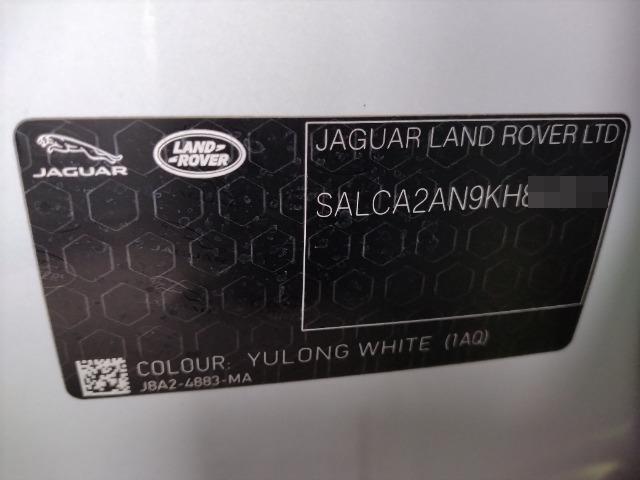 JAGUAR
LAND
ROVER
JAGUAR LAND ROVER LTD
SALCA2AN9KH8
COLOUR: YULONG WHITE (1AQ)
J8A2-4883-MA